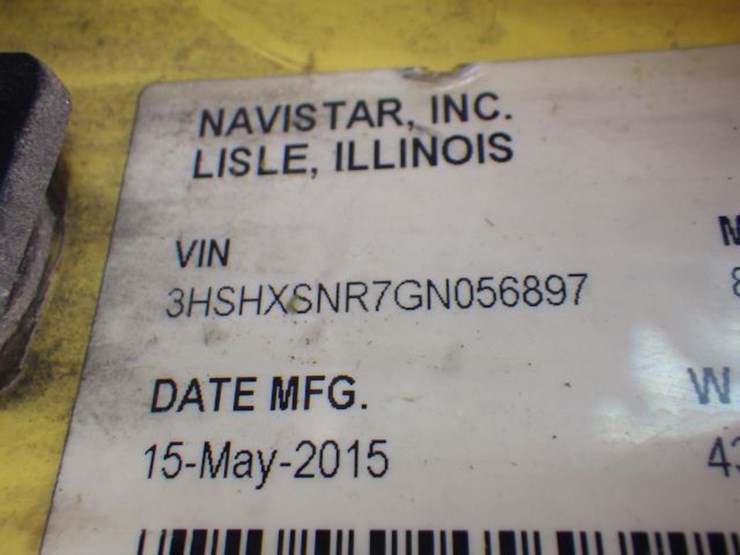 NAVISTAR, INC.
LISLE, ILLINOIS
VIN
3HSHXSNR7GN056897
DATE MFG.
15-May-2015
W